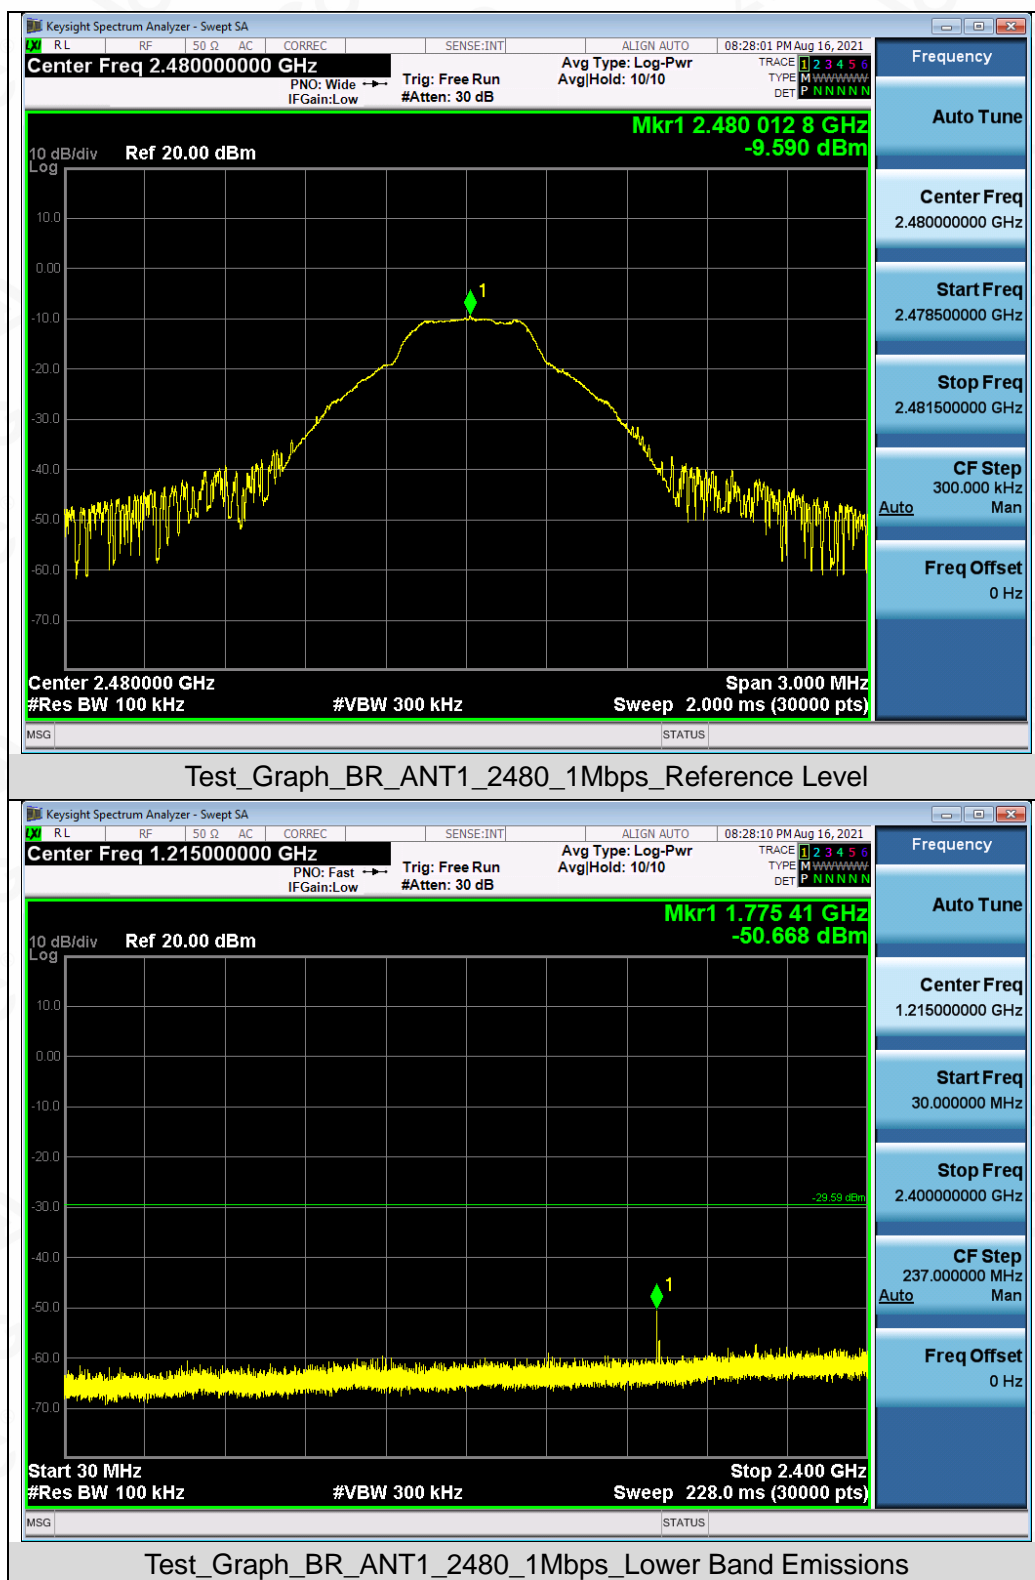 Keysight Spectrum Analyzer - Swept SA
LXI RL RF 50 Ω AC CORREC SENSE:INT ALIGN AUTO 08:28:01 PM Aug 16, 2021
Center Freq 2.480000000 GHz
PNO: Wide
IFGain:Low
Trig: Free Run
#Atten: 30 dB
Avg Type: Log-Pwr
Avg|Hold: 10/10
TRACE 1 2 3 4 5 6
TYPE M WWWWW
DET P N N N N N
Mkr1 2.480 012 8 GHz
-9.590 dBm
10 dB/div Ref 20.00 dBm
Log
10.0
0.00
-10.0
-20.0
-30.0
-40.0
-50.0
-60.0
-70.0
1
Center 2.480000 GHz Span 3.000 MHz
#Res BW 100 kHz #VBW 300 kHz Sweep 2.000 ms (30000 pts)
MSG STATUS
Frequency
Auto Tune
Center Freq
2.480000000 GHz
Start Freq
2.478500000 GHz
Stop Freq
2.481500000 GHz
CF Step
300.000 kHz
Auto Man
Freq Offset
0 Hz
Test_Graph_BR_ANT1_2480_1Mbps_Reference Level
Keysight Spectrum Analyzer - Swept SA
LXI RL RF 50 Ω AC CORREC SENSE:INT ALIGN AUTO 08:28:10 PM Aug 16, 2021
Center Freq 1.215000000 GHz
PNO: Fast
IFGain:Low
Trig: Free Run
#Atten: 30 dB
Avg Type: Log-Pwr
Avg|Hold: 10/10
TRACE 1 2 3 4 5 6
TYPE M WWWWW
DET P N N N N N
Mkr1 1.775 41 GHz
-50.668 dBm
10 dB/div Ref 20.00 dBm
Log
10.0
0.00
-10.0
-20.0
-29.59 dBm
-30.0
-40.0
-50.0
-60.0
-70.0
1
Start 30 MHz Stop 2.400 GHz
#Res BW 100 kHz #VBW 300 kHz Sweep 228.0 ms (30000 pts)
MSG STATUS
Frequency
Auto Tune
Center Freq
1.215000000 GHz
Start Freq
30.000000 MHz
Stop Freq
2.400000000 GHz
CF Step
237.000000 MHz
Auto Man
Freq Offset
0 Hz
Test_Graph_BR_ANT1_2480_1Mbps_Lower Band Emissions